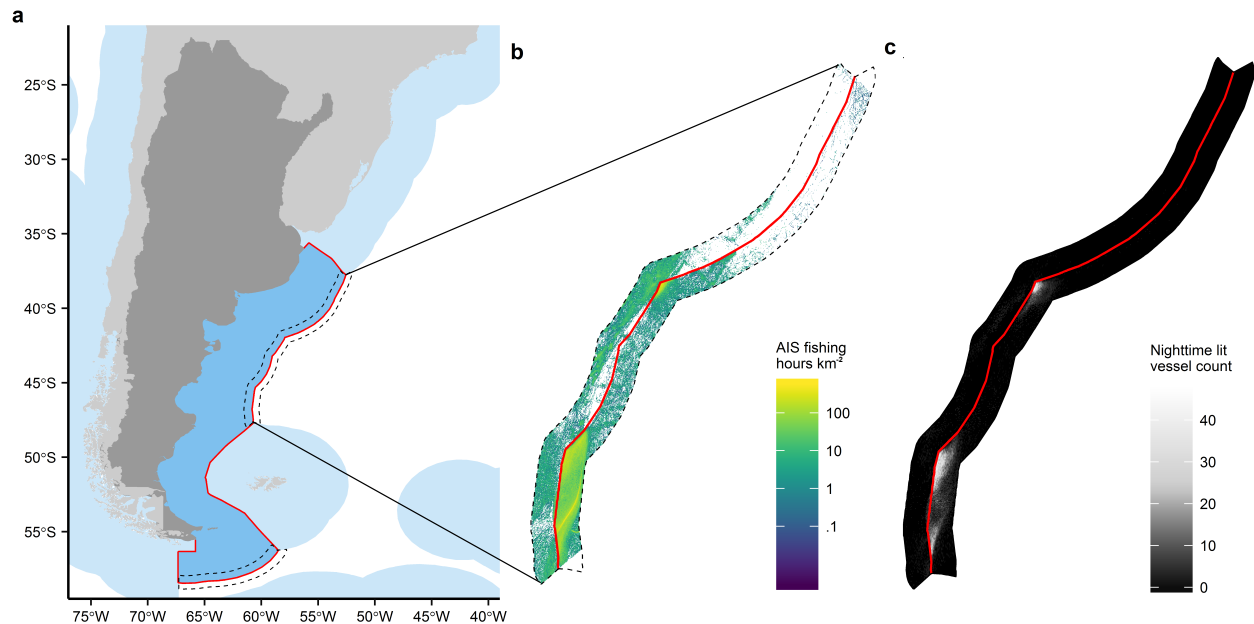 a
b
c
25°S
30°S
35°S
40°S
45°S
50°S
55°S
75°W
70°W
65°W
60°W
55°W
50°W
45°W
40°W
AIS fishing
hours km⁻²
100
10
1
.1
Nighttime lit
vessel count
40
30
20
10
0